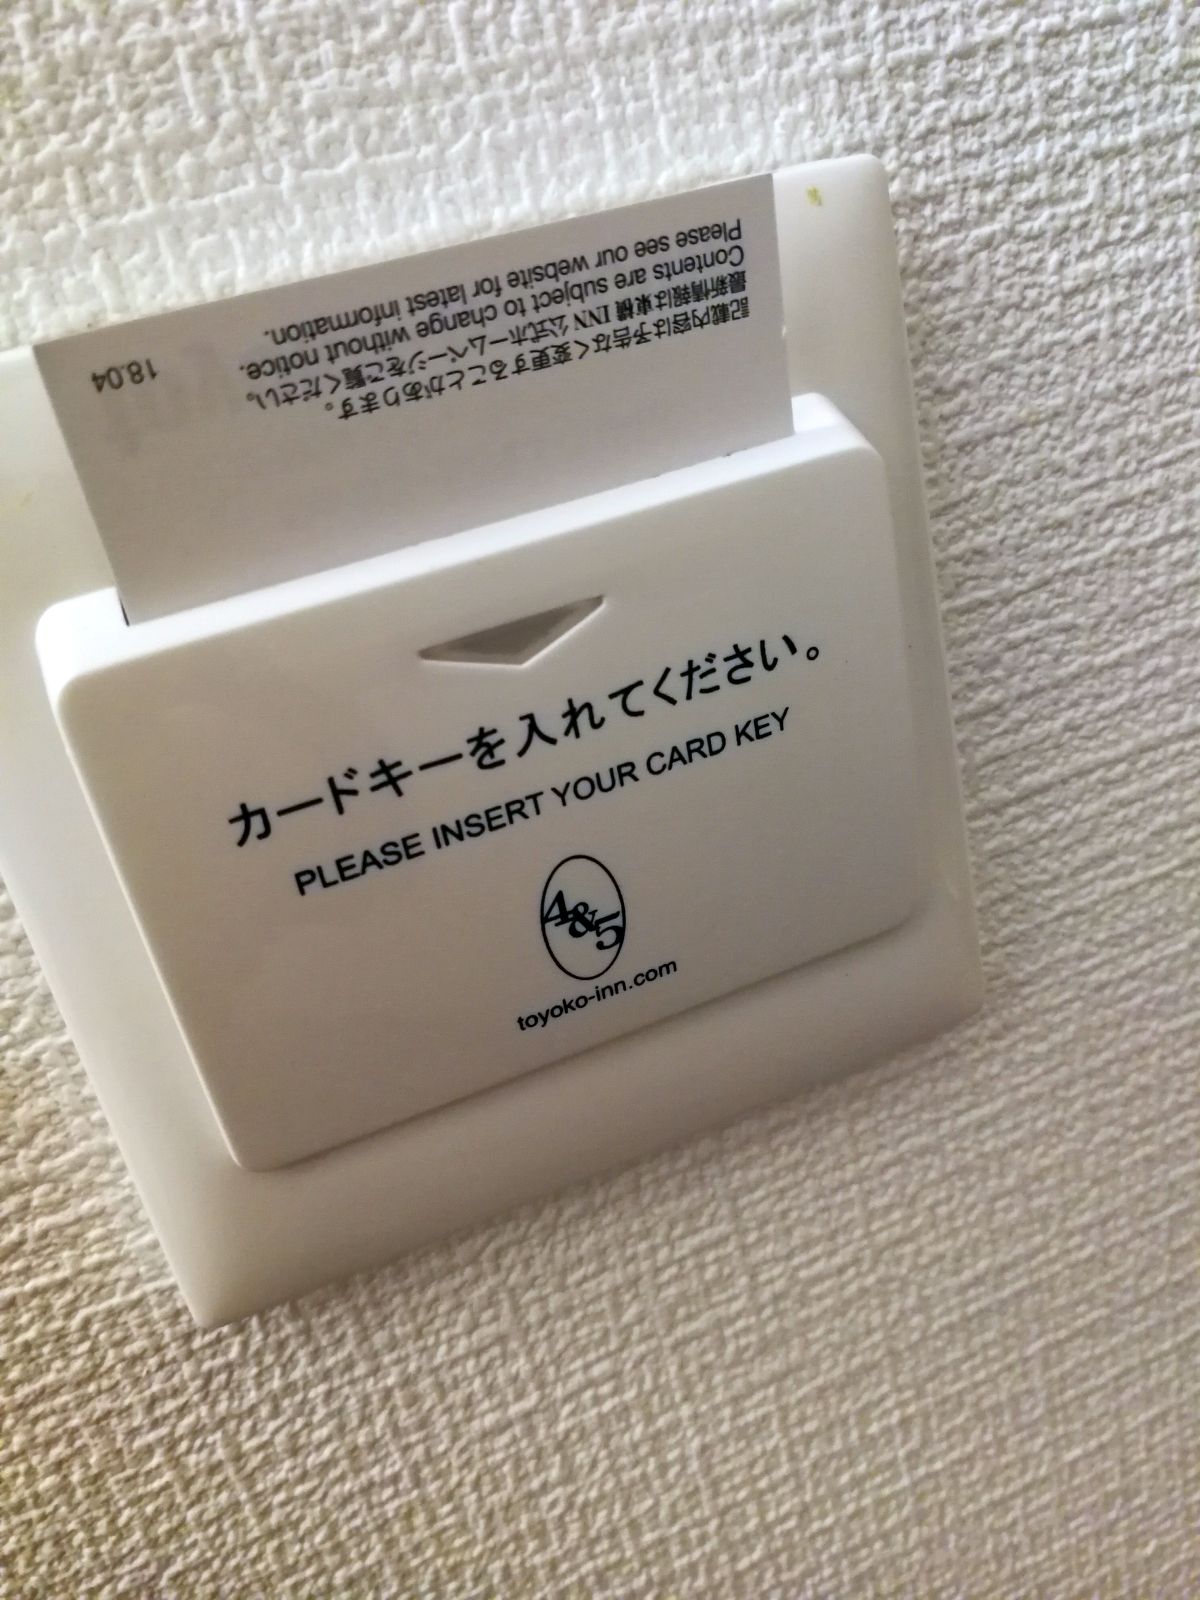 記載内容は予告なく変更することがあります。
最新情報は東横 INN 公式ホームページをご覧ください。
Contents are subject to change without notice.
Please see our website for latest information.
18.04
カードキーを入れてください。
PLEASE INSERT YOUR CARD KEY
4&5
toyoko-inn.com